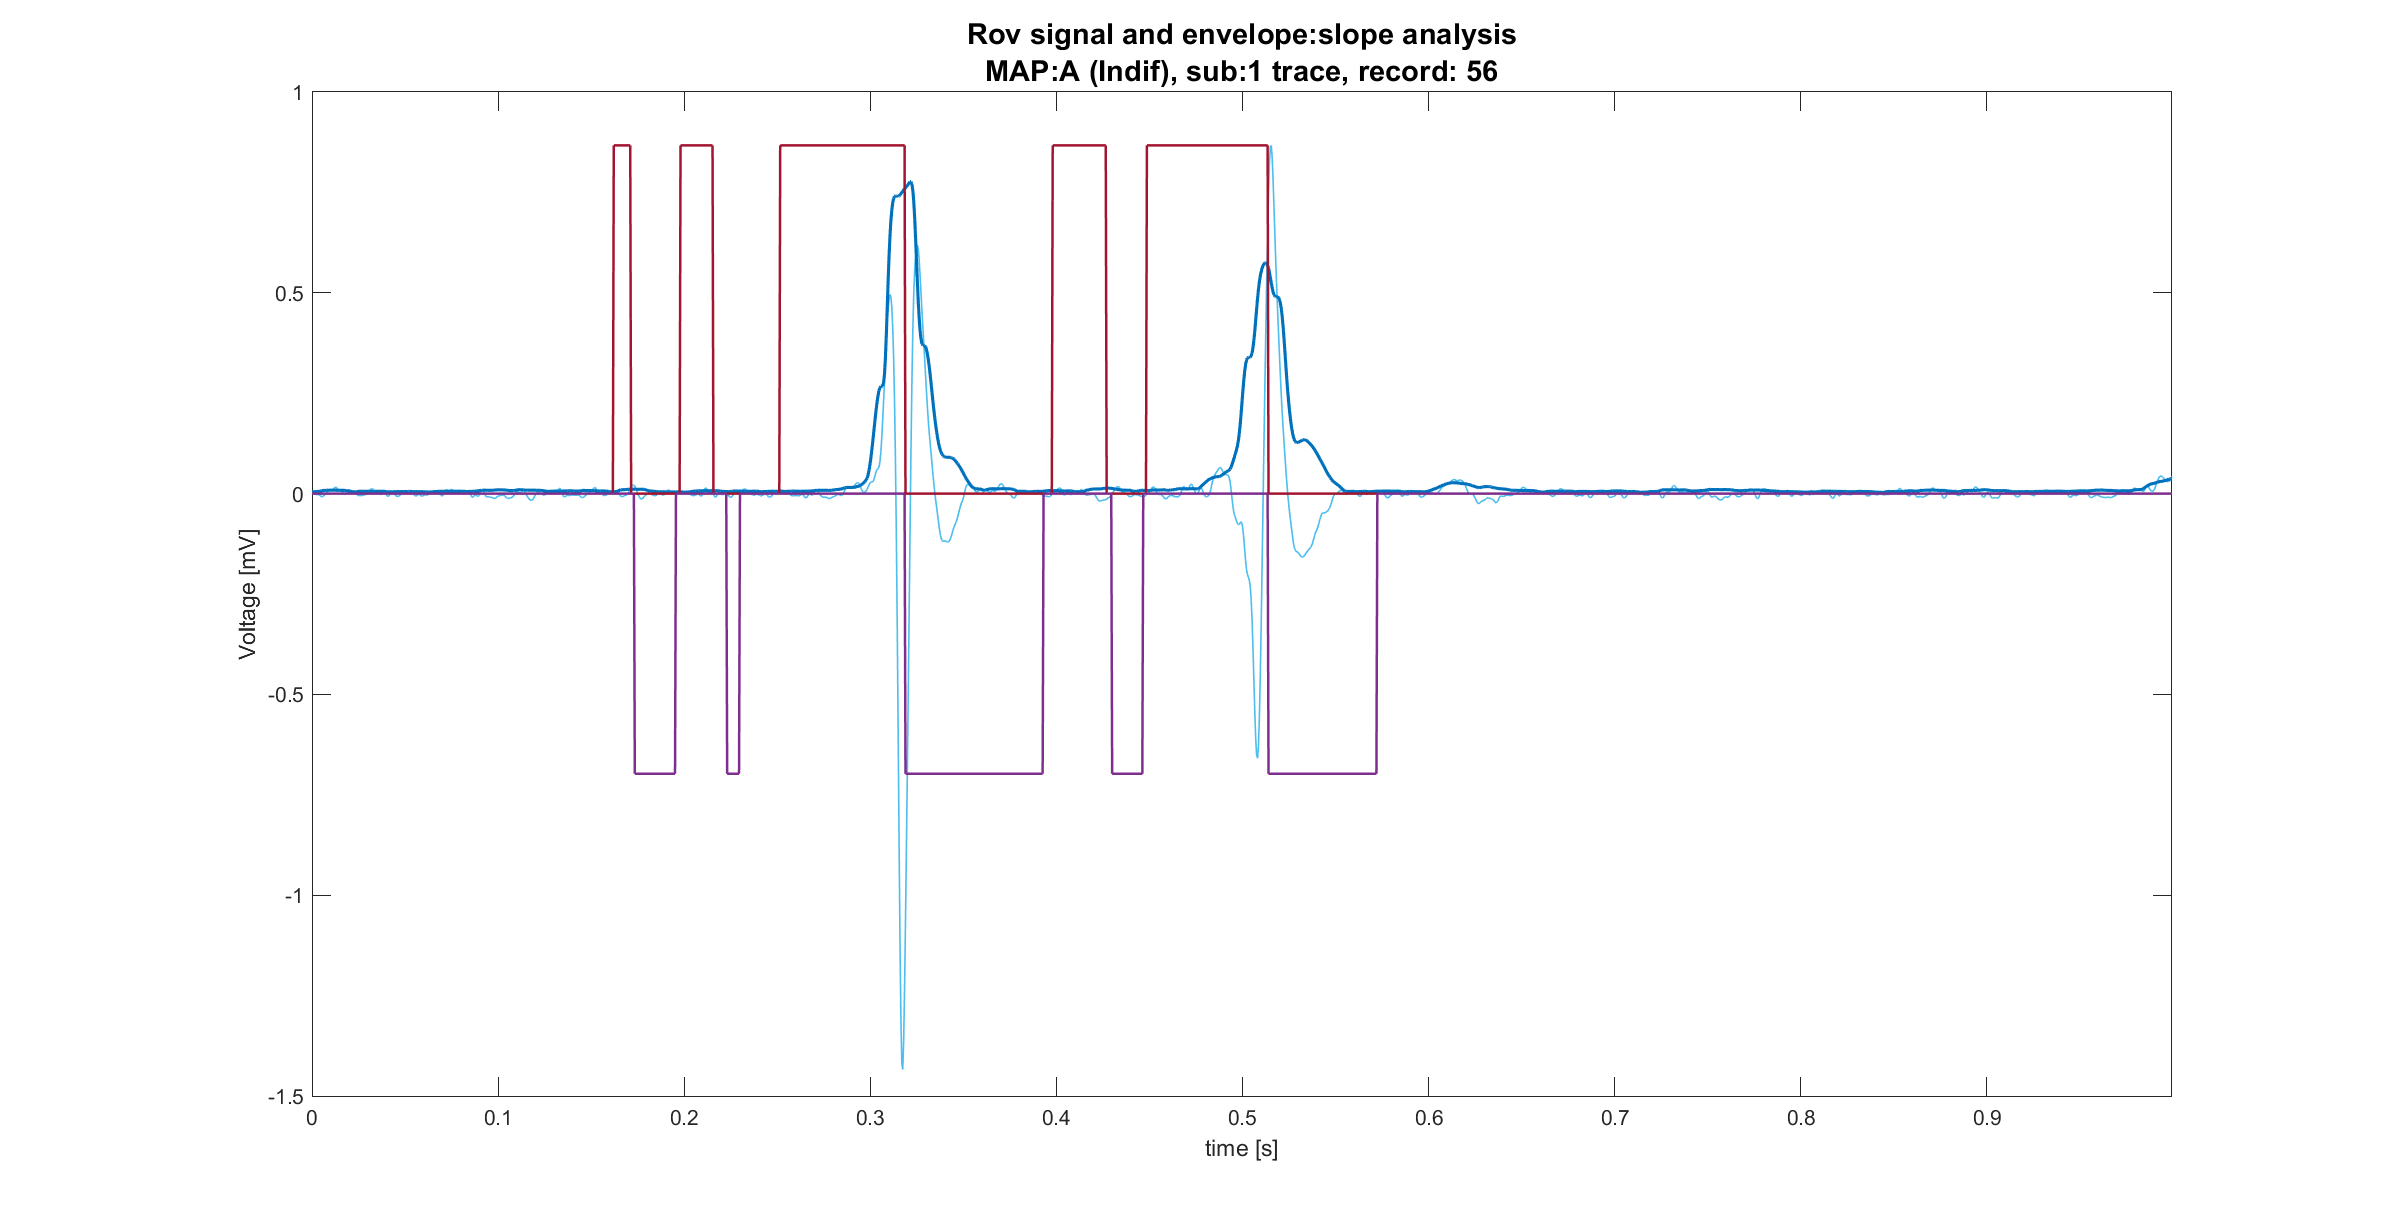 Rov signal and envelope:slope analysis
MAP:A (Indif), sub:1 trace, record: 56
1
0.5
0
-0.5
-1
-1.5
Voltage [mV]
0 0.1 0.2 0.3 0.4 0.5 0.6 0.7 0.8 0.9
time [s]